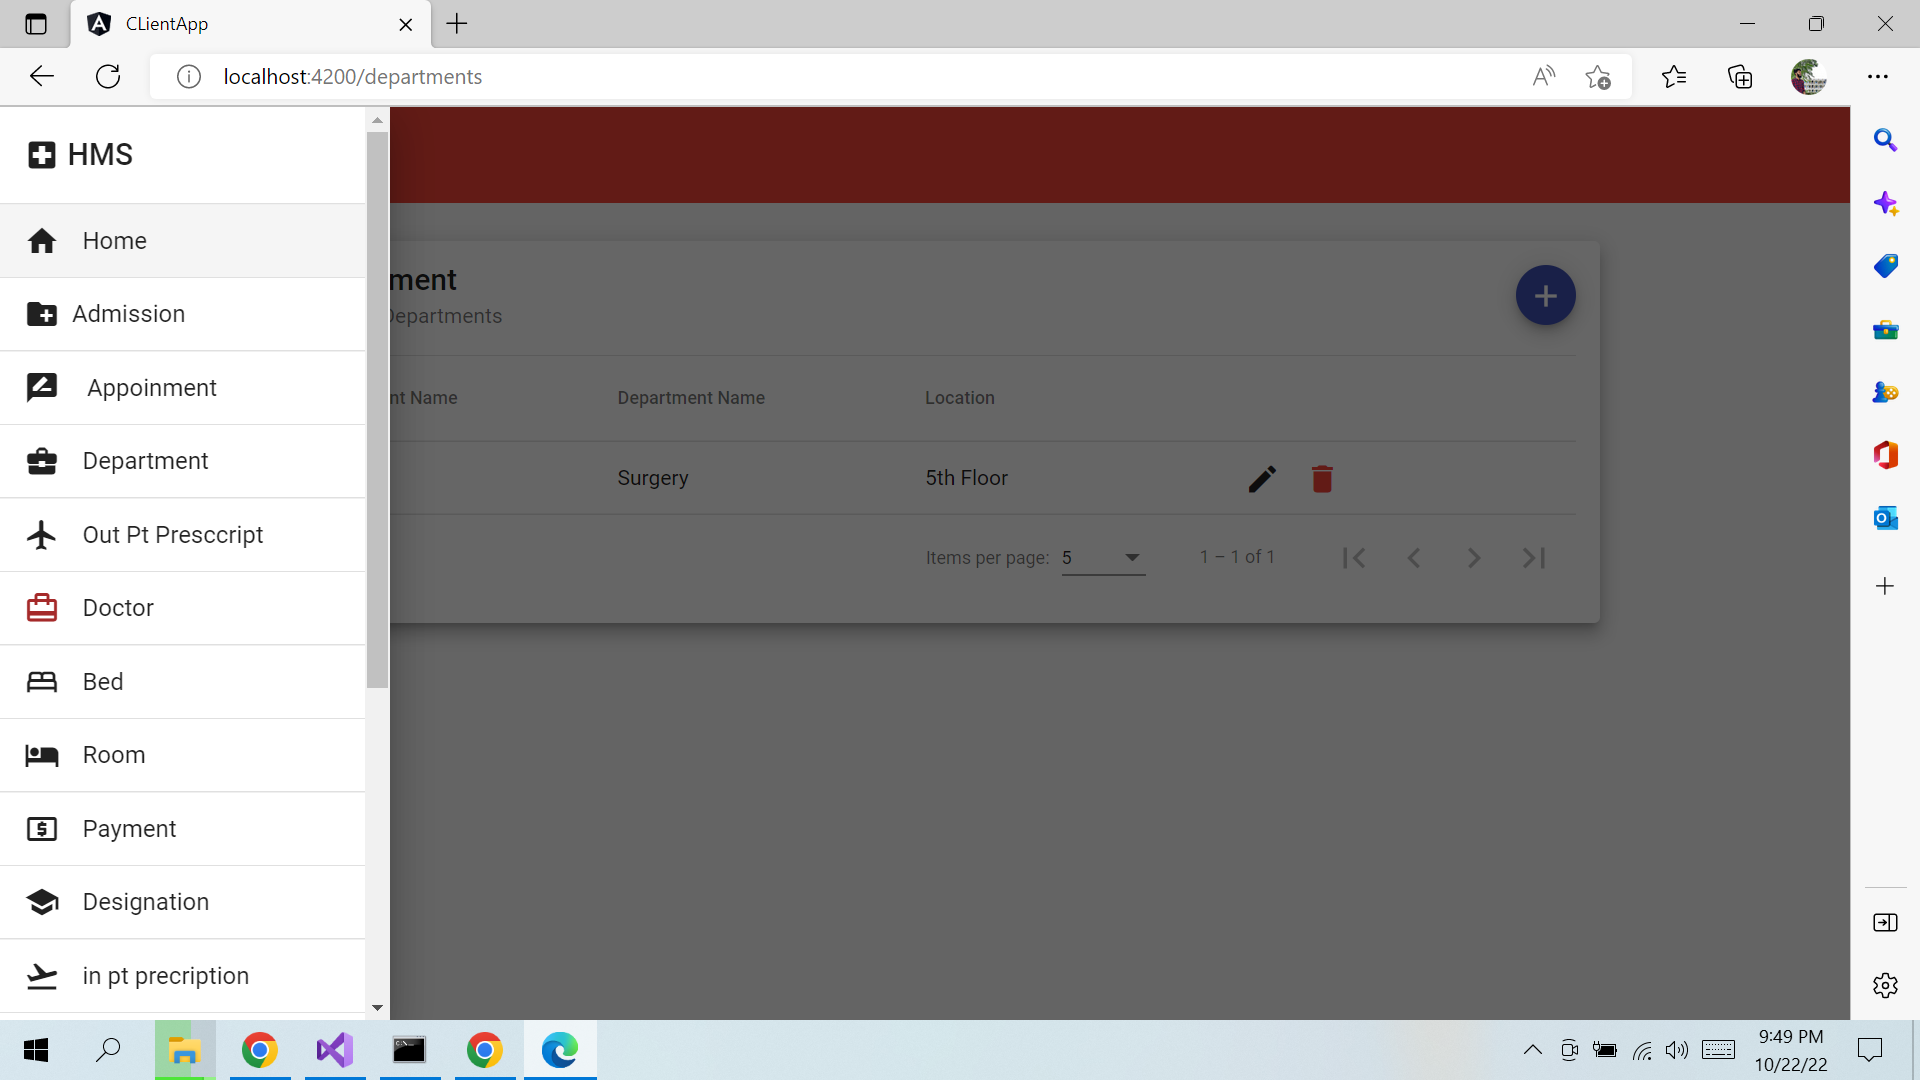 CLientApp
localhost:4200/departments
HMS
Home
Admission
Appoinment
Department
Out Pt Presccript
Doctor
Bed
Room
Payment
Designation
in pt precription
ment
Departments
nt Name Department Name Location
Surgery 5th Floor
Items per page: 5 1 – 1 of 1
9:49 PM
10/22/22